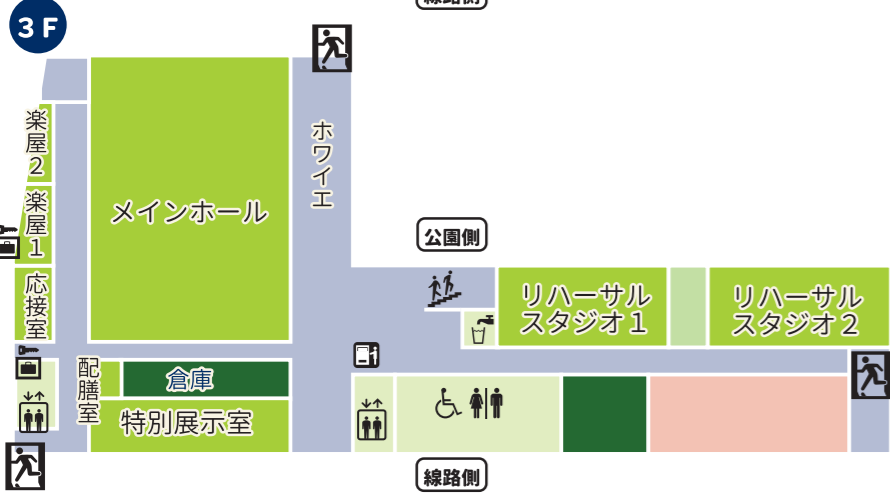 線路側
3F
楽屋2
メインホール
ホワイエ
楽屋1
公園側
応接室
リハーサル
スタジオ1
リハーサル
スタジオ2
配膳室
倉庫
特別展示室
線路側